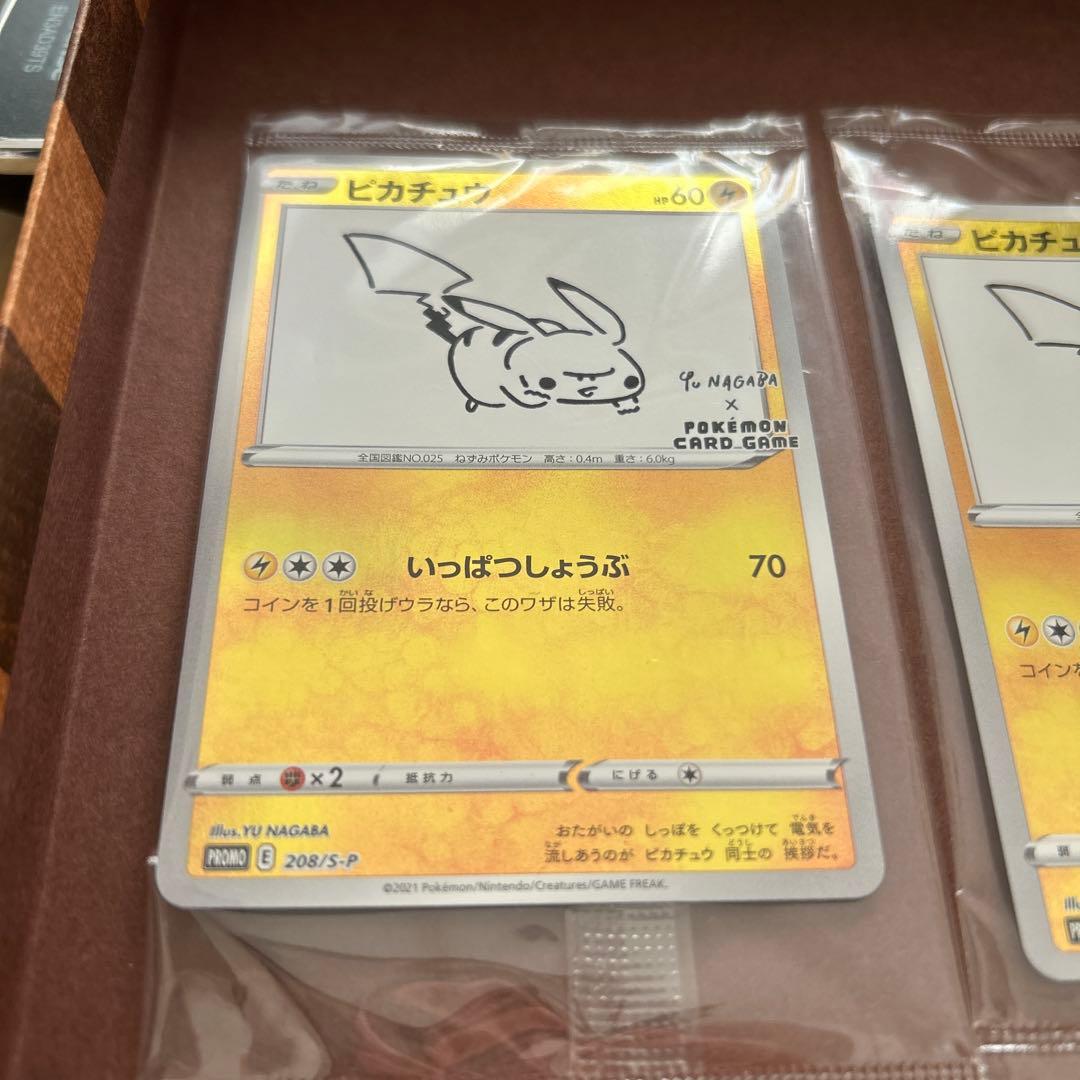 たね ピカチュウ HP60
Yu NAGABA
×
POKÉMON
CARD GAME
全国図鑑NO.025 ねずみポケモン 高さ:0.4m 重さ:6.0kg
いっぱつしょうぶ 70
コインを1回投げウラなら、このワザは失敗。
弱点 ×2 抵抗力 にげる
illus.YU NAGABA
おたがいの しっぽを くっつけて 電気を
流しあうのが ピカチュウ 同士の 挨拶だ。
PROMO E 208/S-P
©2021 Pokémon/Nintendo/Creatures/GAME FREAK.
たね ピカチュ
コイン
弱